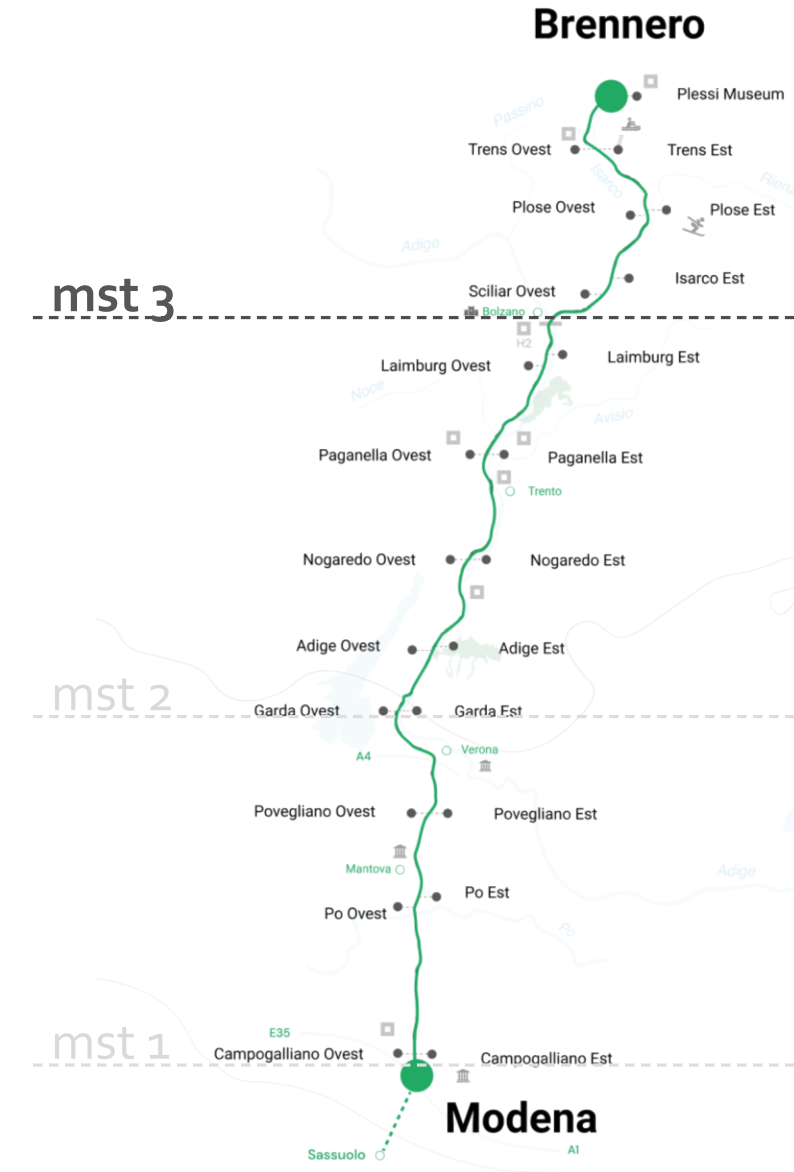 Brennero
Plessi Museum
Passirio
Trens Ovest
Trens Est
Isarco
Rienz
Plose Ovest
Plose Est
Adige
Isarco Est
Sciliar Ovest
mst 3
Bolzano
H2
Laimburg Ovest
Laimburg Est
Noce
Avisio
Paganella Ovest
Paganella Est
Trento
Nogaredo Ovest
Nogaredo Est
Adige Ovest
Adige Est
mst 2
Garda Ovest
Garda Est
Verona
A4
Povegliano Ovest
Povegliano Est
Mantova
Adige
Po Est
Po Ovest
Po
E35
mst 1
Campogalliano Ovest
Campogalliano Est
Modena
Sassuolo
A1